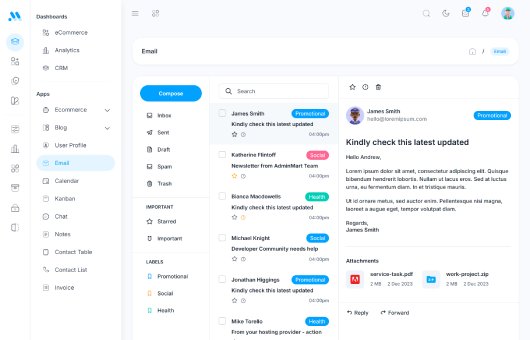 Dashboards
eCommerce
Analytics
CRM
Apps
Ecommerce
Blog
User Profile
Email
Calendar
Kanban
Chat
Notes
Contact Table
Contact List
Invoice
Email
/ Email
Compose
Inbox
Sent
Draft
Spam
Trash
IMPORTANT
Starred
Important
LABELS
Promotional
Social
Health
Search
James Smith Promotional
Kindly check this latest updated
04:00pm
Katherine Flintoff Social
Newsletter from AdminMart Team
04:00pm
Bianca Macdowells Health
Kindly check this latest updated
04:00pm
Michael Knight Social
Developer Community needs help
04:00pm
Jonathan Higgings Promotional
Kindly check this latest updated
04:00pm
Mike Torello Health
From your hosting provider - action
James Smith
hello@loremipsum.com
Promotional
Kindly check this latest updated
Hello Andrew,
Lorem ipsum dolor sit amet, consectetur adipiscing elit. Quisque
bibendum hendrerit lobortis. Nullam ut lacus eros. Sed at luctus
urna, eu fermentum diam. In et tristique mauris.
Ut id ornare metus, sed auctor enim. Pellentesque nisi magna,
laoreet a augue eget, tempor volutpat diam.
Regards,
James Smith
Attachments
service-task.pdf
2 MB 2 Dec 2023
work-project.zip
2 MB 2 Dec 2023
Reply Forward